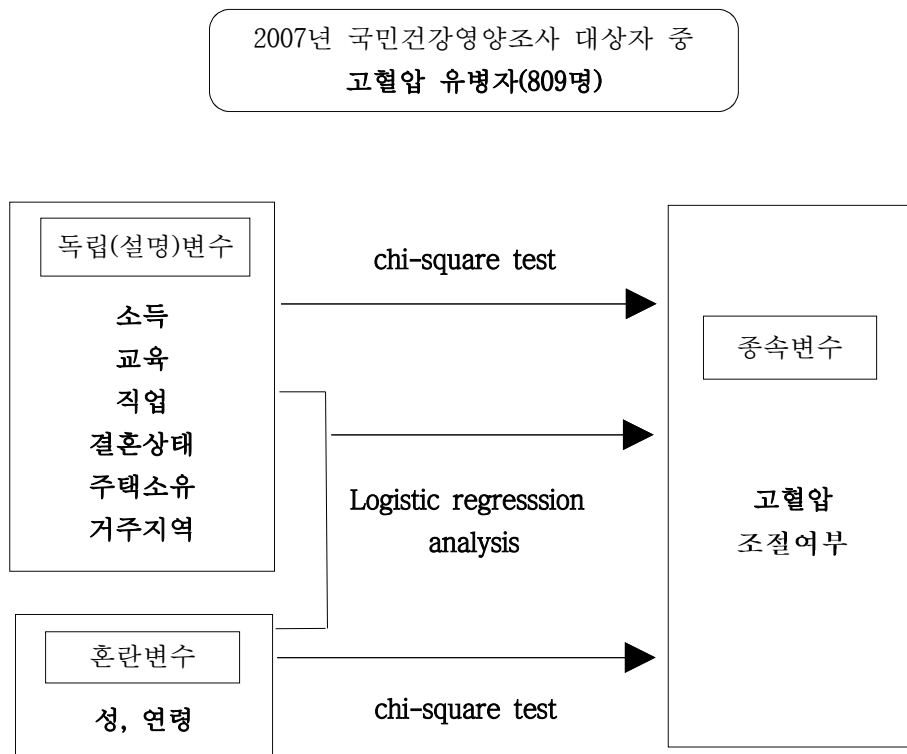 2007년 국민건강영양조사 대상자 중
고혈압 유병자(809명)
독립(설명)변수
소득
교육
직업
결혼상태
주택소유
거주지역
chi-square test
Logistic regresssion
analysis
종속변수
고혈압
조절여부
혼란변수
성, 연령
chi-square test